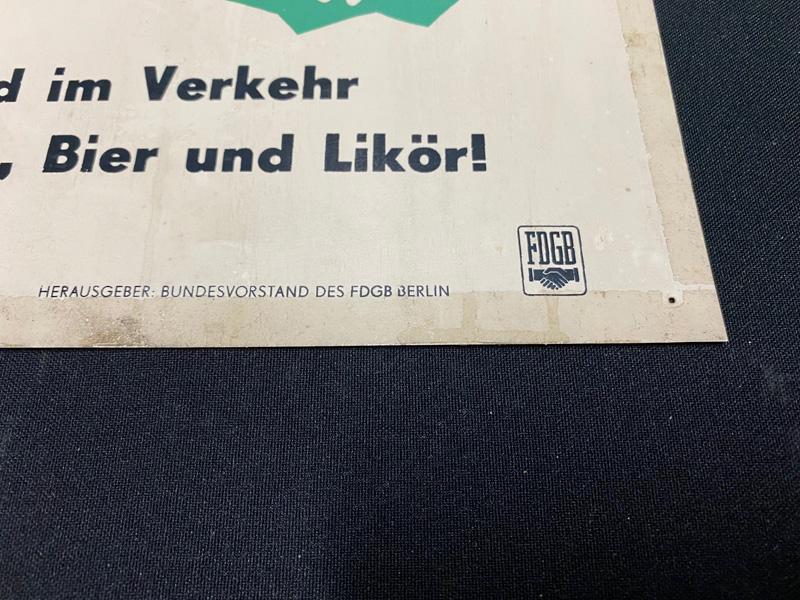 d im Verkehr
, Bier und Likör!
FDGB
HERAUSGEBER: BUNDESVORSTAND DES FDGB BERLIN